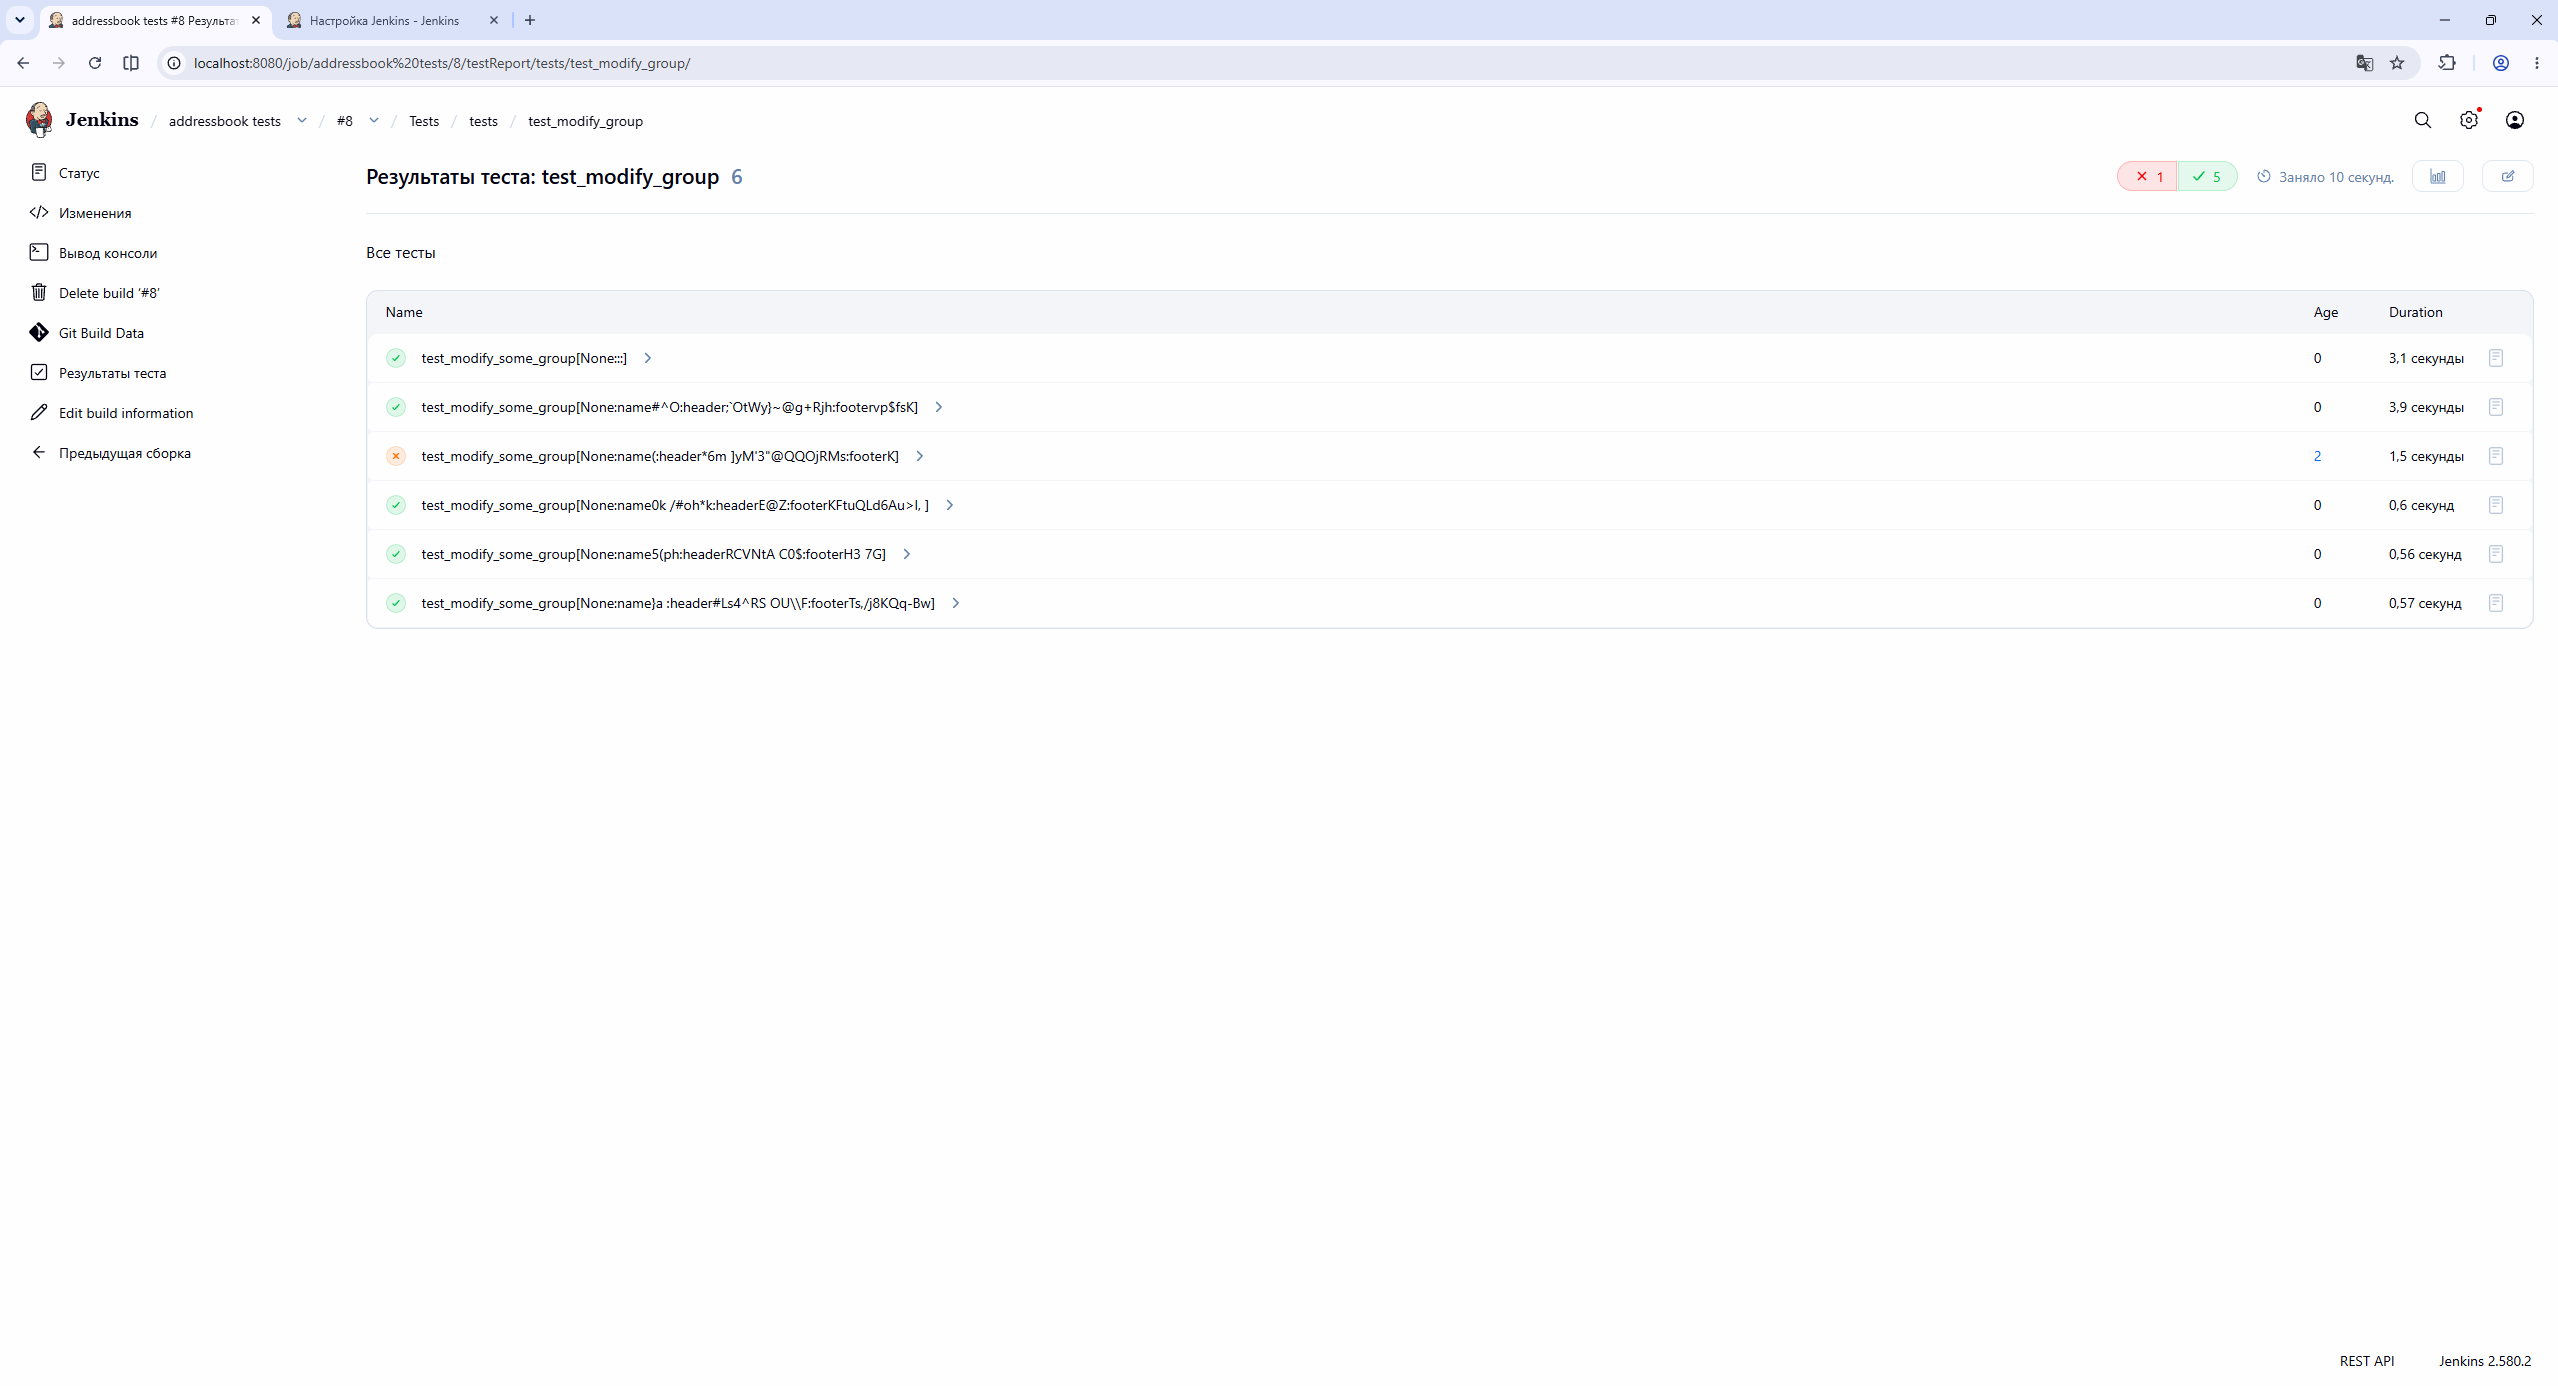 addressbook tests #8 Результа
Настройка Jenkins - Jenkins
localhost:8080/job/addressbook%20tests/8/testReport/tests/test_modify_group/
Jenkins / addressbook tests / #8 / Tests / tests / test_modify_group
Статус
Изменения
Вывод консоли
Delete build ‘#8’
Git Build Data
Результаты теста
Edit build information
Предыдущая сборка
Результаты теста: test_modify_group 6
1 5 Заняло 10 секунд.
Все тесты
Name Age Duration
test_modify_some_group[None:::] 0 3,1 секунды
test_modify_some_group[None:name#^O:header;`OtWy}~@g+Rjh:footervp$fsK] 0 3,9 секунды
test_modify_some_group[None:name(:header*6m ]yM'3"@QQOjRMs:footerK] 2 1,5 секунды
test_modify_some_group[None:name0k /#oh*k:headerE@Z:footerKFtuQLd6Au>I, ] 0 0,6 секунд
test_modify_some_group[None:name5(ph:headerRCVNtA C0$:footerH3 7G] 0 0,56 секунд
test_modify_some_group[None:name}a :header#Ls4^RS OU\\F:footerTs,/j8KQq-Bw] 0 0,57 секунд
REST API Jenkins 2.580.2